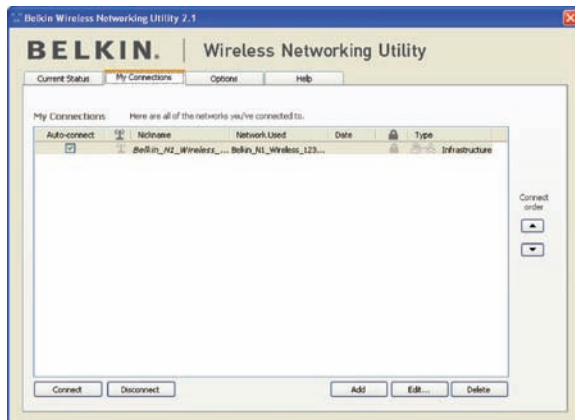 Belkin Wireless Networking Utility 2.1
BELKIN. Wireless Networking Utility
Current Status My Connections Options Help
My Connections Here are all of the networks you've connected to.
Auto-connect Nickname Network Used Date Type
Belkin_N1_Wireless_... Belkin_N1_Wireless_123... Infrastructure
Connect
order
Connect Disconnect Add Edit... Delete